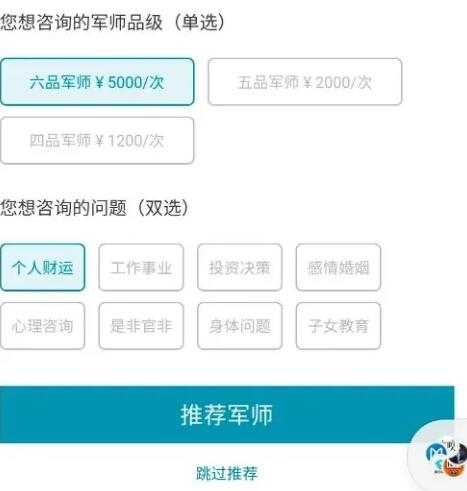 您想咨询的军师品级（单选）
六品军师 ¥ 5000/次 五品军师 ¥ 2000/次
四品军师 ¥ 1200/次
您想咨询的问题（双选）
个人财运 工作事业 投资决策 感情婚姻
心理咨询 是非官非 身体问题 子女教育
推荐军师
跳过推荐